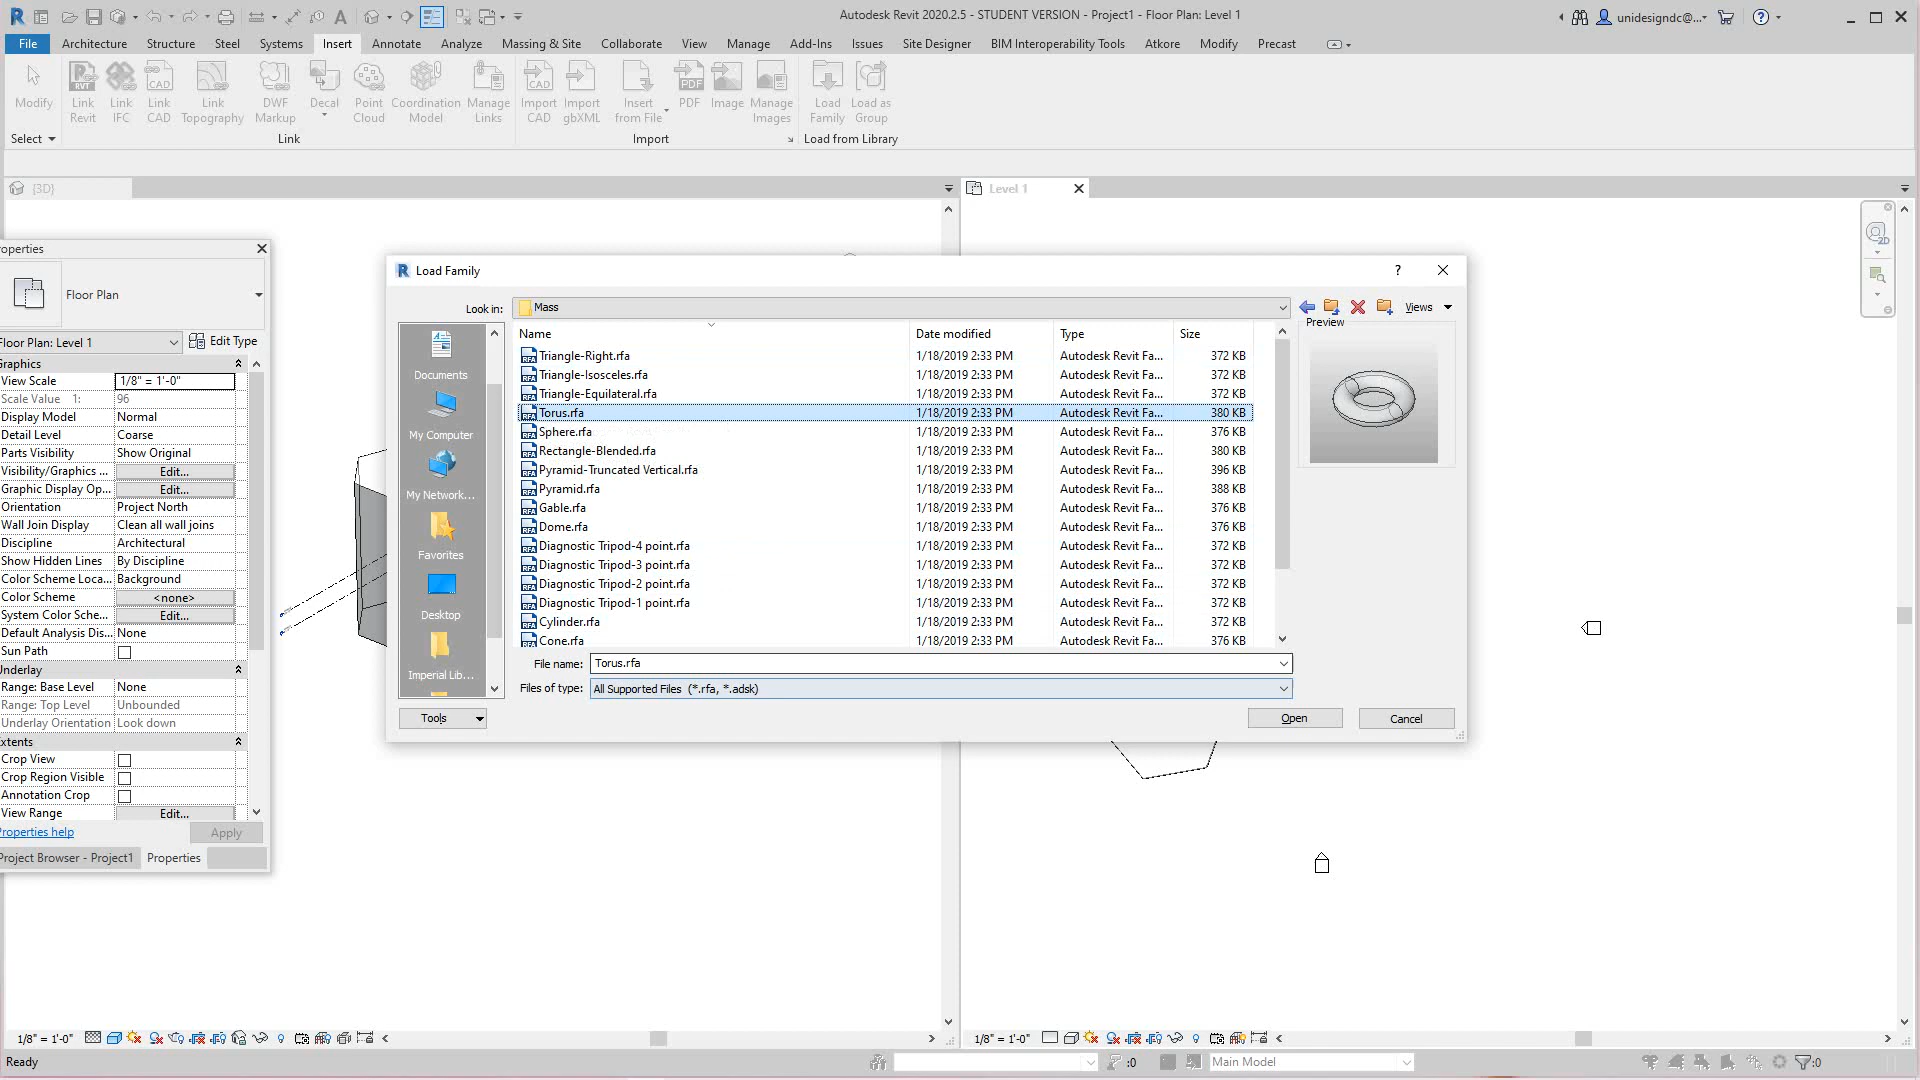 Autodesk Revit 2020.2.5 - STUDENT VERSION - Project1 - Floor Plan: Level 1
unidesigndc@...
File Architecture Structure Steel Systems Insert Annotate Analyze Massing & Site Collaborate View Manage Add-Ins Issues Site Designer BIM Interoperability Tools Atkore Modify Precast
Modify
Link Revit
Link IFC
Link CAD
Link Topography
DWF Markup
Decal
Point Cloud
Coordination Model
Manage Links
Import CAD
Import gbXML
Insert from File
PDF
Image
Manage Images
Load Family
Load as Group
Select Link Import Load from Library
{3D}
Level 1
operties
Floor Plan
Floor Plan: Level 1 Edit Type
Graphics
View Scale 1/8" = 1'-0"
Scale Value 1: 96
Display Model Normal
Detail Level Coarse
Parts Visibility Show Original
Visibility/Graphics ... Edit...
Graphic Display Op... Edit...
Orientation Project North
Wall Join Display Clean all wall joins
Discipline Architectural
Show Hidden Lines By Discipline
Color Scheme Loca... Background
Color Scheme <none>
System Color Sche... Edit...
Default Analysis Dis... None
Sun Path
Underlay
Range: Base Level None
Range: Top Level Unbounded
Underlay Orientation Look down
Extents
Crop View
Crop Region Visible
Annotation Crop
View Range Edit...
Properties help Apply
Project Browser - Project1 Properties
Load Family
Look in: Mass Views
Preview
Documents
My Computer
My Network...
Favorites
Desktop
Imperial Lib...
Name Date modified Type Size
Triangle-Right.rfa 1/18/2019 2:33 PM Autodesk Revit Fa... 372 KB
Triangle-Isosceles.rfa 1/18/2019 2:33 PM Autodesk Revit Fa... 372 KB
Triangle-Equilateral.rfa 1/18/2019 2:33 PM Autodesk Revit Fa... 372 KB
Torus.rfa 1/18/2019 2:33 PM Autodesk Revit Fa... 380 KB
Sphere.rfa 1/18/2019 2:33 PM Autodesk Revit Fa... 376 KB
Rectangle-Blended.rfa 1/18/2019 2:33 PM Autodesk Revit Fa... 380 KB
Pyramid-Truncated Vertical.rfa 1/18/2019 2:33 PM Autodesk Revit Fa... 396 KB
Pyramid.rfa 1/18/2019 2:33 PM Autodesk Revit Fa... 388 KB
Gable.rfa 1/18/2019 2:33 PM Autodesk Revit Fa... 376 KB
Dome.rfa 1/18/2019 2:33 PM Autodesk Revit Fa... 376 KB
Diagnostic Tripod-4 point.rfa 1/18/2019 2:33 PM Autodesk Revit Fa... 372 KB
Diagnostic Tripod-3 point.rfa 1/18/2019 2:33 PM Autodesk Revit Fa... 372 KB
Diagnostic Tripod-2 point.rfa 1/18/2019 2:33 PM Autodesk Revit Fa... 372 KB
Diagnostic Tripod-1 point.rfa 1/18/2019 2:33 PM Autodesk Revit Fa... 372 KB
Cylinder.rfa 1/18/2019 2:33 PM Autodesk Revit Fa... 372 KB
Cone.rfa 1/18/2019 2:33 PM Autodesk Revit Fa... 376 KB
File name: Torus.rfa
Files of type: All Supported Files (*.rfa, *.adsk)
Tools Open Cancel
1/8" = 1'-0"
1/8" = 1'-0"
Ready
:0
Main Model
:0